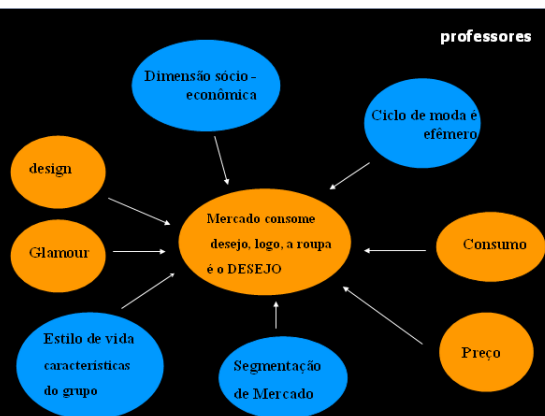 professores
Dimensão sócio -
econômica
Ciclo de moda é
efêmero
design
Mercado consome
desejo, logo, a roupa
é o DESEJO
Glamour
Consumo
Estilo de vida
características
do grupo
Segmentação
de Mercado
Preço